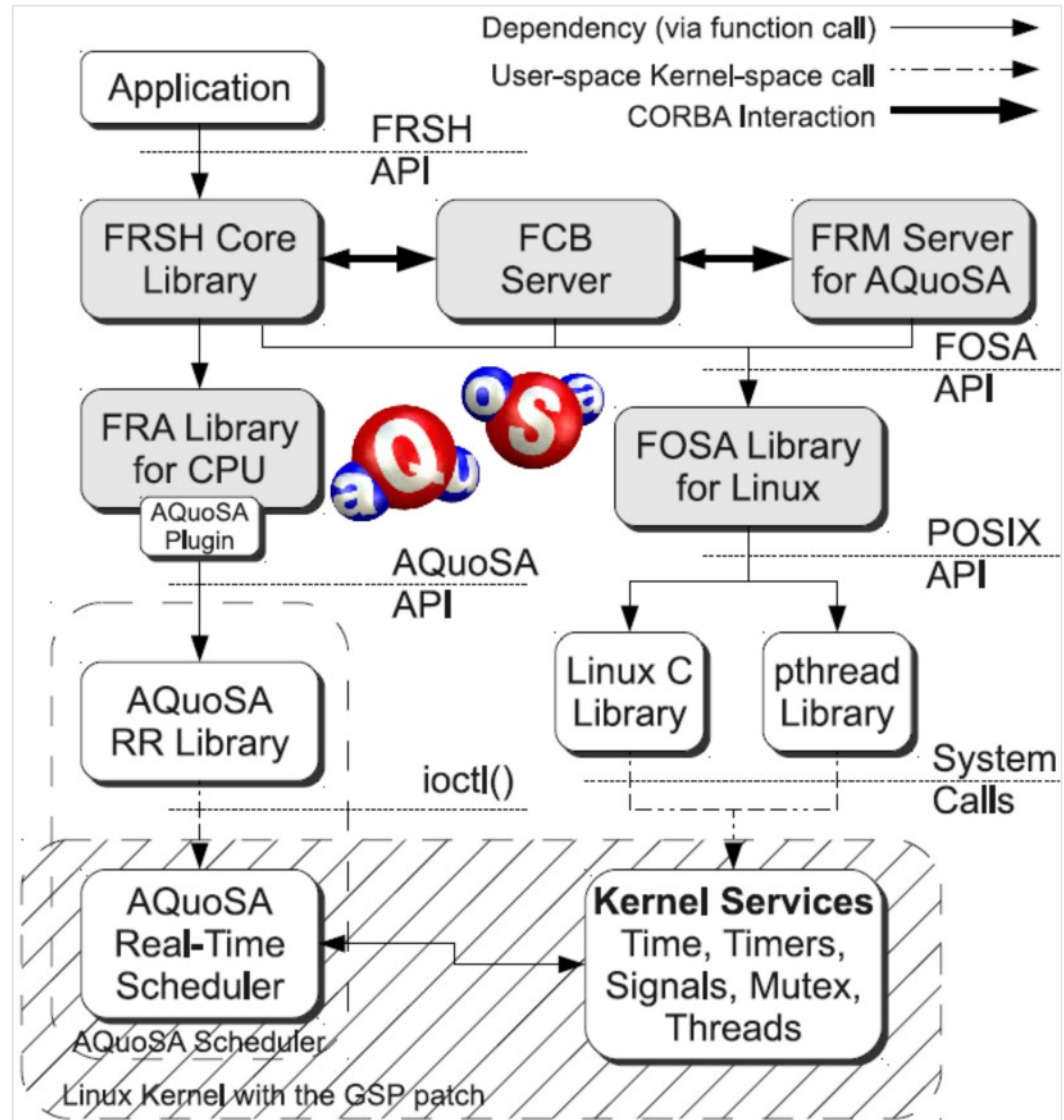 Dependency (via function call)
User-space Kernel-space call
CORBA Interaction
Application
FRSH
API
FRSH Core
Library
FCB
Server
FRM Server
for AQuoSA
FOSA
API
FRA Library
for CPU
AQuoSA
Plugin
a Q u
o S a
FOSA Library
for Linux
AQuoSA
API
POSIX
API
AQuoSA
RR Library
Linux C
Library
pthread
Library
ioctl()
System
Calls
AQuoSA
Real-Time
Scheduler
Kernel Services
Time, Timers,
Signals, Mutex,
Threads
AQuoSA Scheduler
Linux Kernel with the GSP patch